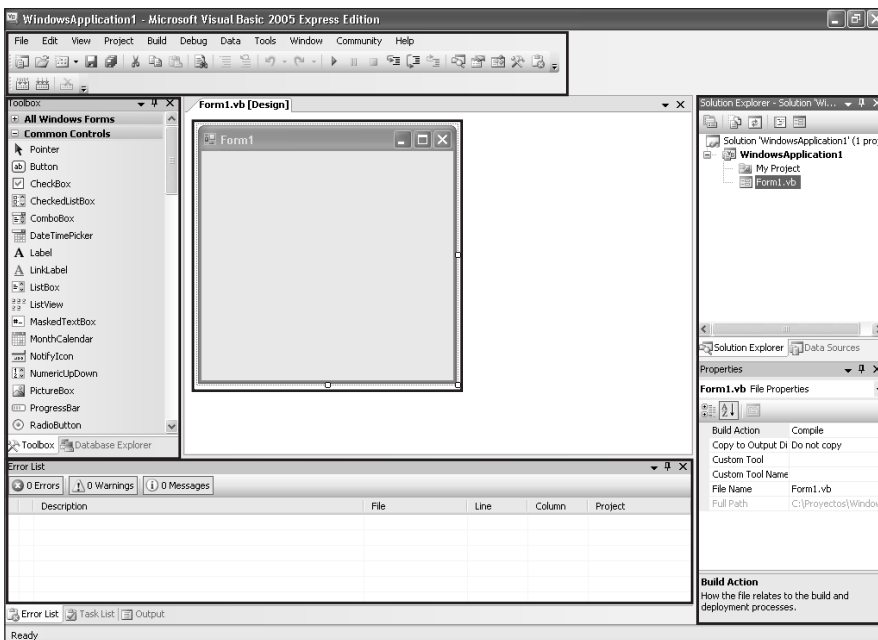 WindowsApplication1 - Microsoft Visual Basic 2005 Express Edition
File Edit View Project Build Debug Data Tools Window Community Help
Toolbox
All Windows Forms
Common Controls
Pointer
Button
CheckBox
CheckedListBox
ComboBox
DateTimePicker
Label
LinkLabel
ListBox
ListView
MaskedTextBox
MonthCalendar
NotifyIcon
NumericUpDown
PictureBox
ProgressBar
RadioButton
Toolbox Database Explorer
Form1.vb [Design]
Form1
Solution Explorer - Solution 'Wi...
Solution 'WindowsApplication1' (1 proj
WindowsApplication1
My Project
Form1.vb
Solution Explorer Data Sources
Properties
Form1.vb File Properties
Build Action Compile
Copy to Output Di Do not copy
Custom Tool
Custom Tool Name
File Name Form1.vb
Full Path C:\Proyectos\Window
Build Action
How the file relates to the build and
deployment processes.
Error List
0 Errors 0 Warnings 0 Messages
Description File Line Column Project
Error List Task List Output
Ready